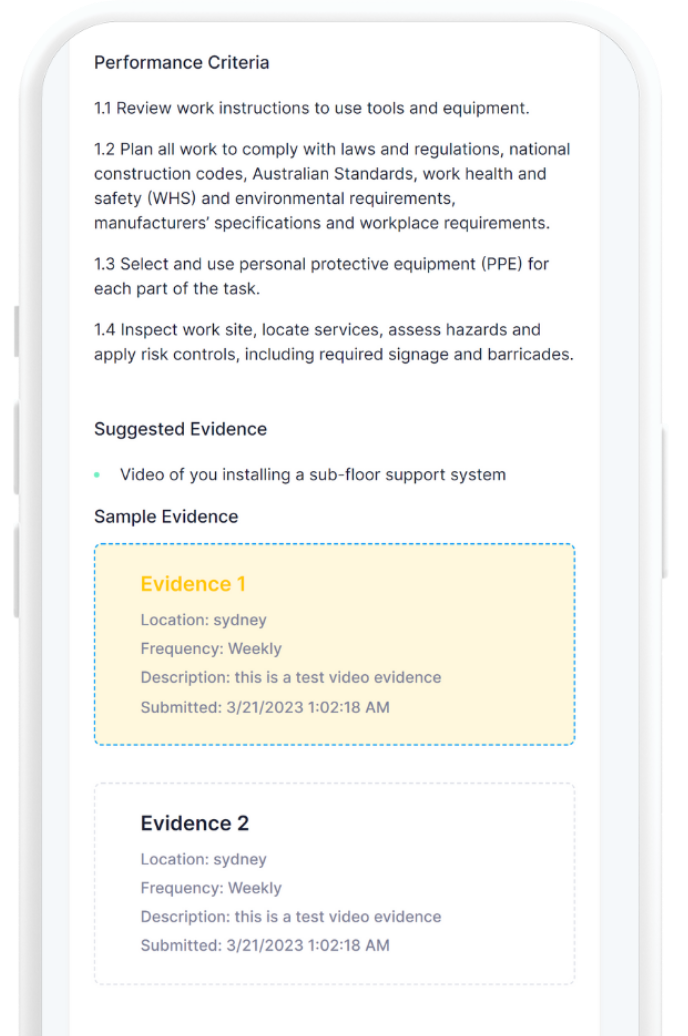 Performance Criteria
1.1 Review work instructions to use tools and equipment.
1.2 Plan all work to comply with laws and regulations, national
construction codes, Australian Standards, work health and
safety (WHS) and environmental requirements,
manufacturers’ specifications and workplace requirements.
1.3 Select and use personal protective equipment (PPE) for
each part of the task.
1.4 Inspect work site, locate services, assess hazards and
apply risk controls, including required signage and barricades.
Suggested Evidence
Video of you installing a sub-floor support system
Sample Evidence
Evidence 1
Location: sydney
Frequency: Weekly
Description: this is a test video evidence
Submitted: 3/21/2023 1:02:18 AM
Evidence 2
Location: sydney
Frequency: Weekly
Description: this is a test video evidence
Submitted: 3/21/2023 1:02:18 AM